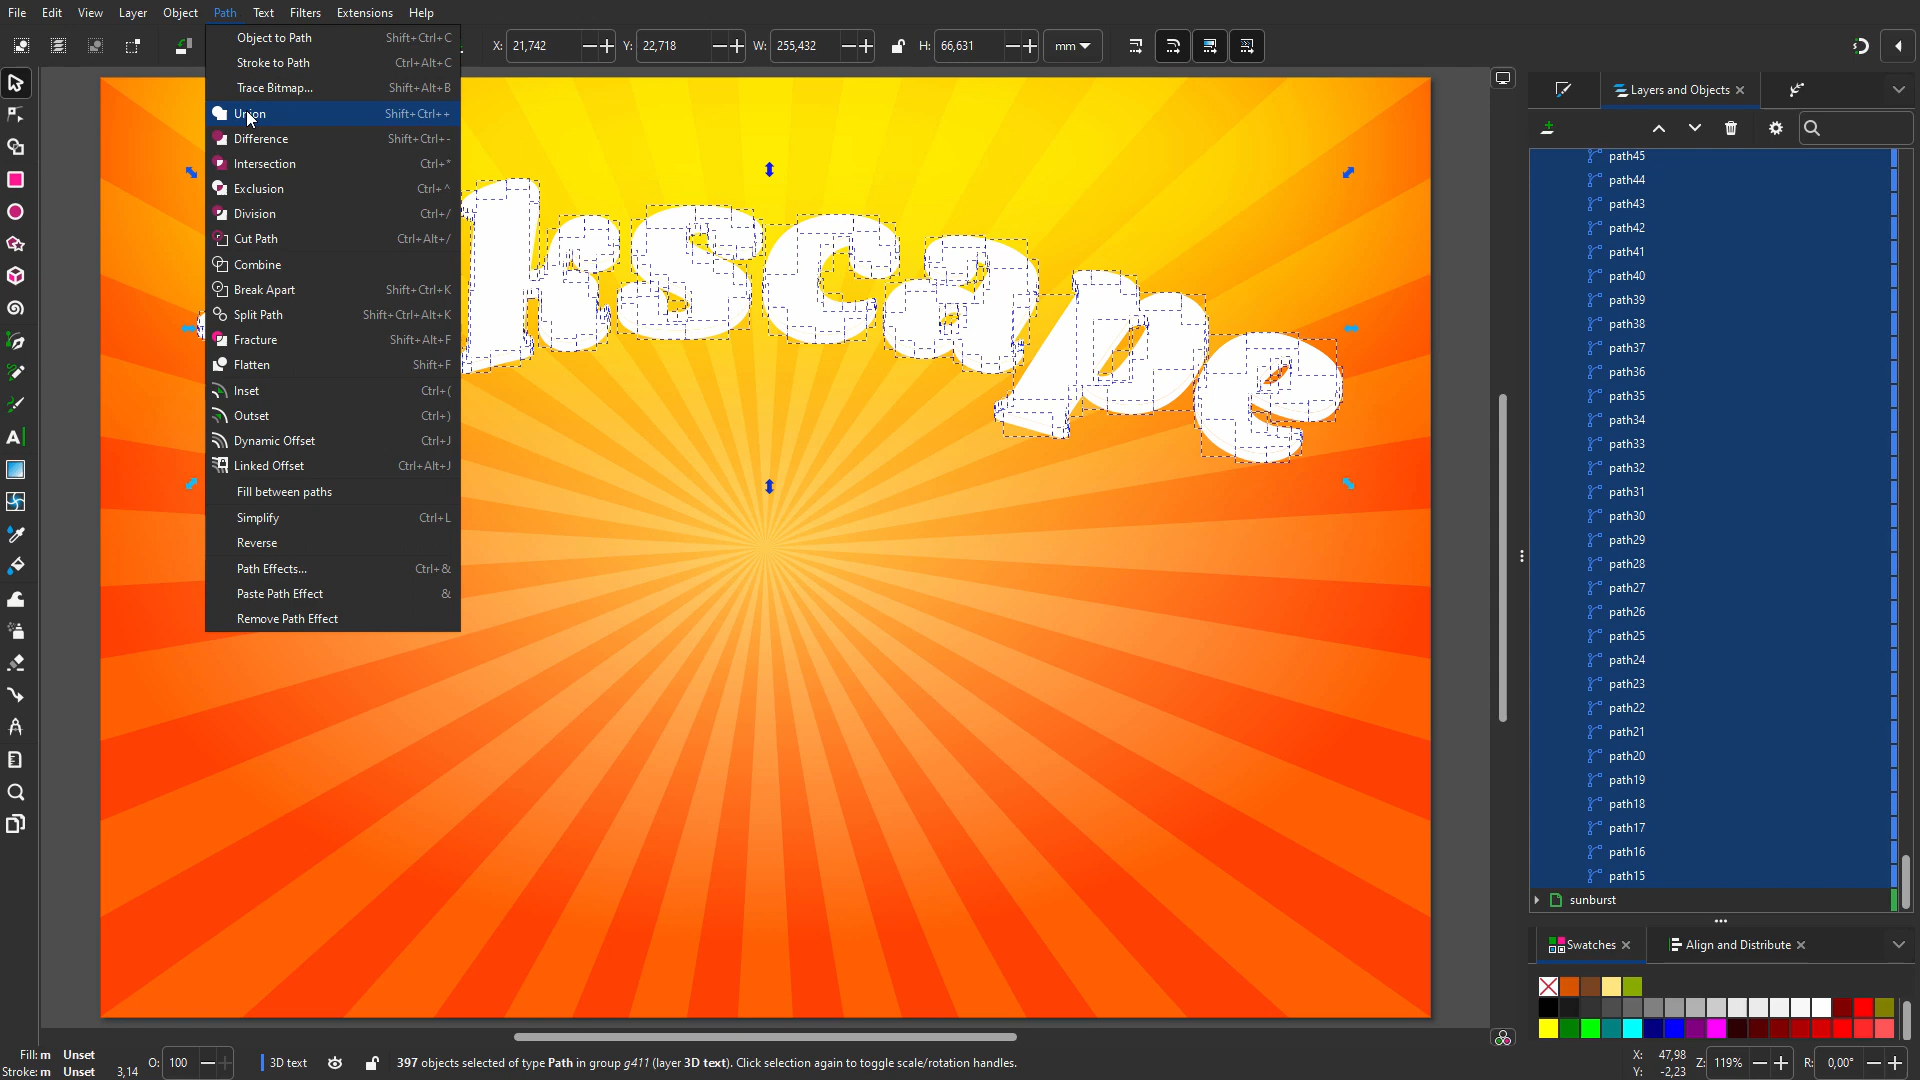 File Edit View Layer Object Path Text Filters Extensions Help
X: 21,742 Y: 22,718 W: 255,432 H: 66,631 mm
Object to Path Shift+Ctrl+C
Stroke to Path Ctrl+Alt+C
Trace Bitmap... Shift+Alt+B
Union Shift+Ctrl++
Difference Shift+Ctrl+-
Intersection Ctrl+*
Exclusion Ctrl+^
Division Ctrl+/
Cut Path Ctrl+Alt+/
Combine
Break Apart Shift+Ctrl+K
Split Path Shift+Ctrl+Alt+K
Fracture Shift+Alt+F
Flatten Shift+F
Inset Ctrl+(
Outset Ctrl+)
Dynamic Offset Ctrl+J
Linked Offset Ctrl+Alt+J
Fill between paths
Simplify Ctrl+L
Reverse
Path Effects... Ctrl+&
Paste Path Effect &
Remove Path Effect
kscape
Layers and Objects
path45
path44
path43
path42
path41
path40
path39
path38
path37
path36
path35
path34
path33
path32
path31
path30
path29
path28
path27
path26
path25
path24
path23
path22
path21
path20
path19
path18
path17
path16
path15
sunburst
Swatches Align and Distribute
Fill: m Unset
Stroke: m Unset 3,14
O: 100
3D text
397 objects selected of type Path in group g411 (layer 3D text). Click selection again to toggle scale/rotation handles.
X: 47,98
Y: -2,23
Z: 119%
R: 0,00°